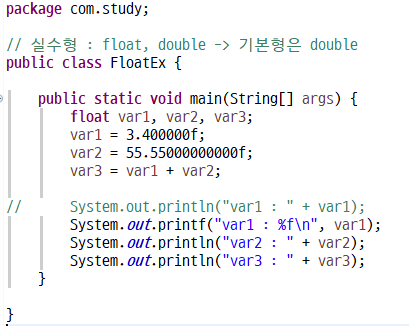 package com.study;
// 실수형 : float, double -> 기본형은 double
public class FloatEx {
public static void main(String[] args) {
float var1, var2, var3;
var1 = 3.400000f;
var2 = 55.55000000000f;
var3 = var1 + var2;
// System.out.println("var1 : " + var1);
System.out.printf("var1 : %f\n", var1);
System.out.println("var2 : " + var2);
System.out.println("var3 : " + var3);
}
}